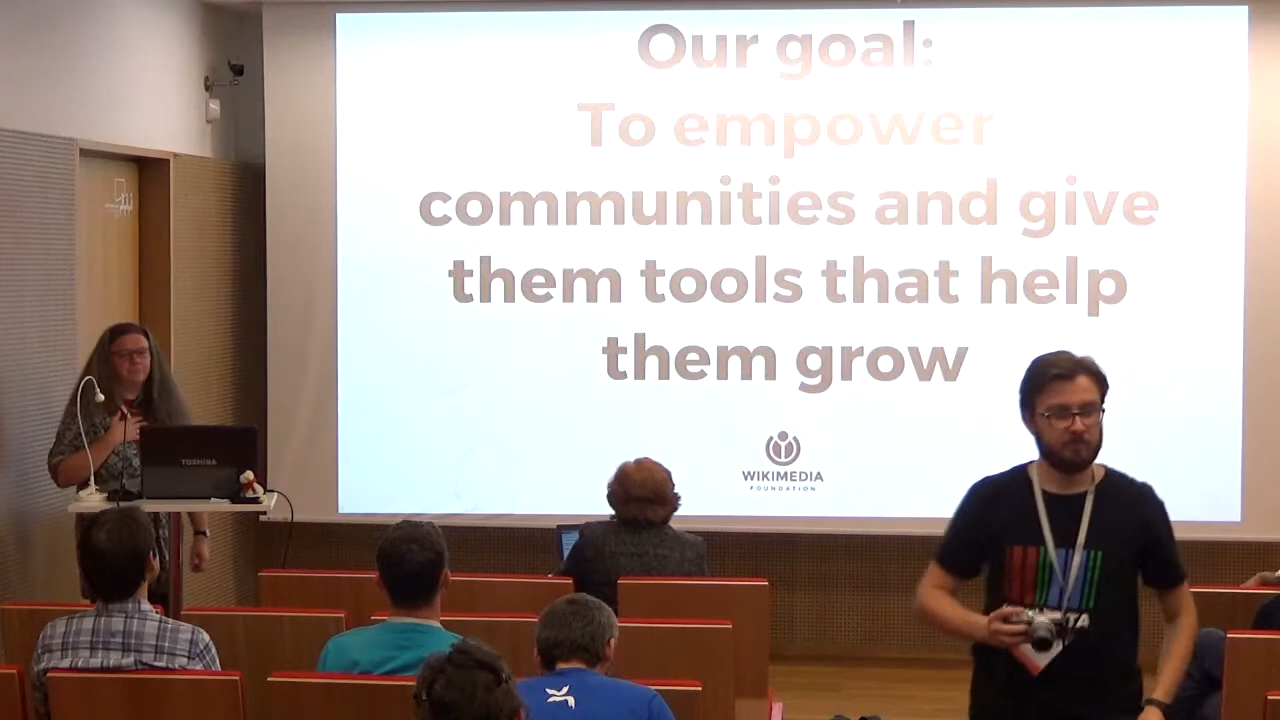 Our goal:
To empower
communities and give
them tools that help
them grow
WIKIMEDIA
FOUNDATION
TOSHIBA